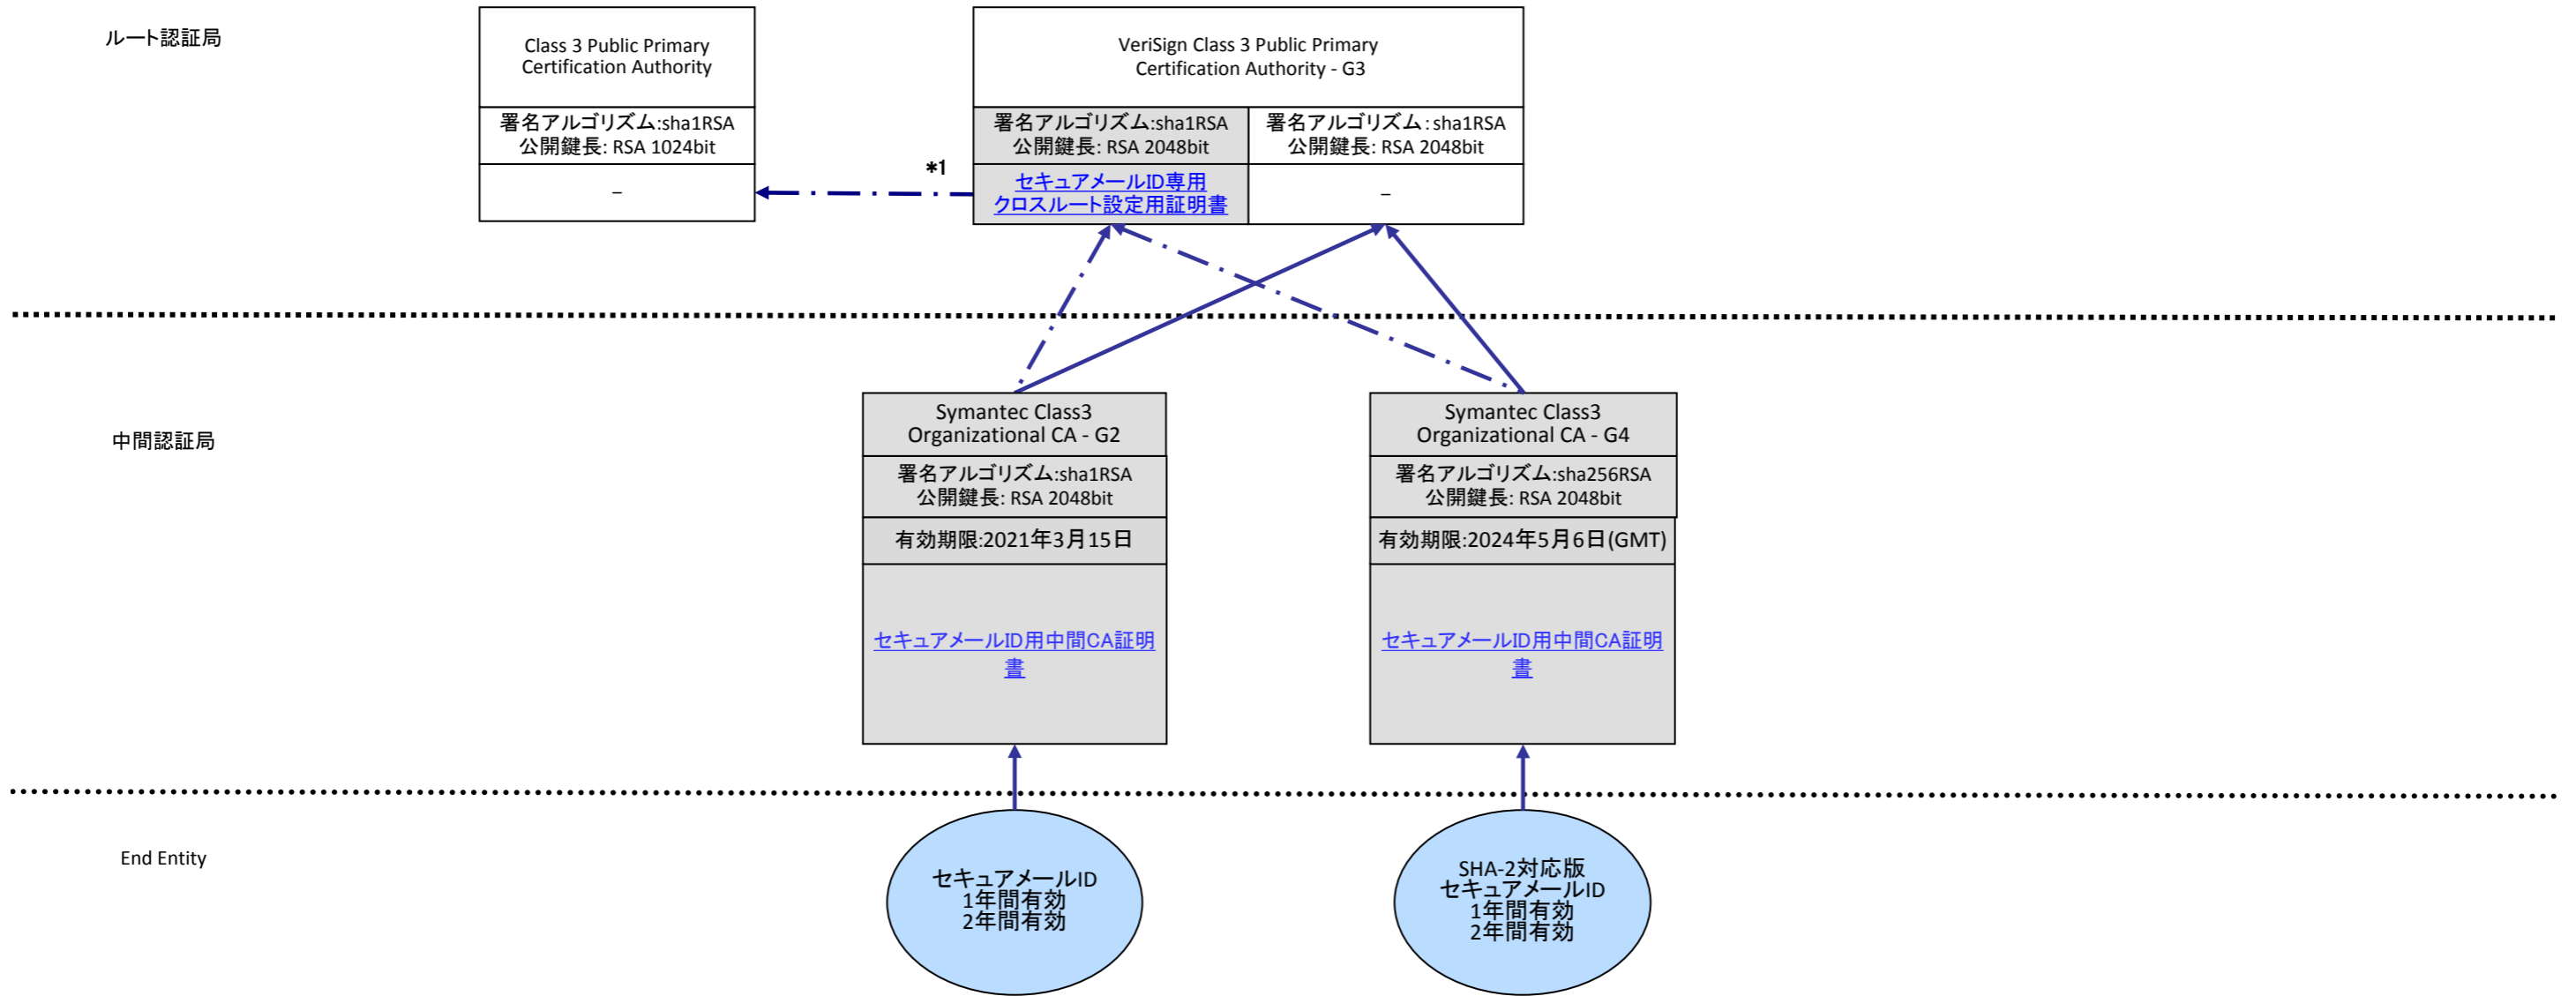 ルート認証局
Class 3 Public Primary
Certification Authority
署名アルゴリズム:sha1RSA
公開鍵長: RSA 1024bit
–
VeriSign Class 3 Public Primary
Certification Authority - G3
署名アルゴリズム:sha1RSA
公開鍵長: RSA 2048bit
セキュアメールID専用
クロスルート設定用証明書
署名アルゴリズム:sha1RSA
公開鍵長: RSA 2048bit
–
*1
中間認証局
Symantec Class3
Organizational CA - G2
署名アルゴリズム:sha1RSA
公開鍵長: RSA 2048bit
有効期限:2021年3月15日
セキュアメールID用中間CA証明
書
Symantec Class3
Organizational CA - G4
署名アルゴリズム:sha256RSA
公開鍵長: RSA 2048bit
有効期限:2024年5月6日(GMT)
セキュアメールID用中間CA証明
書
End Entity
セキュアメールID
1年間有効
2年間有効
SHA-2対応版
セキュアメールID
1年間有効
2年間有効